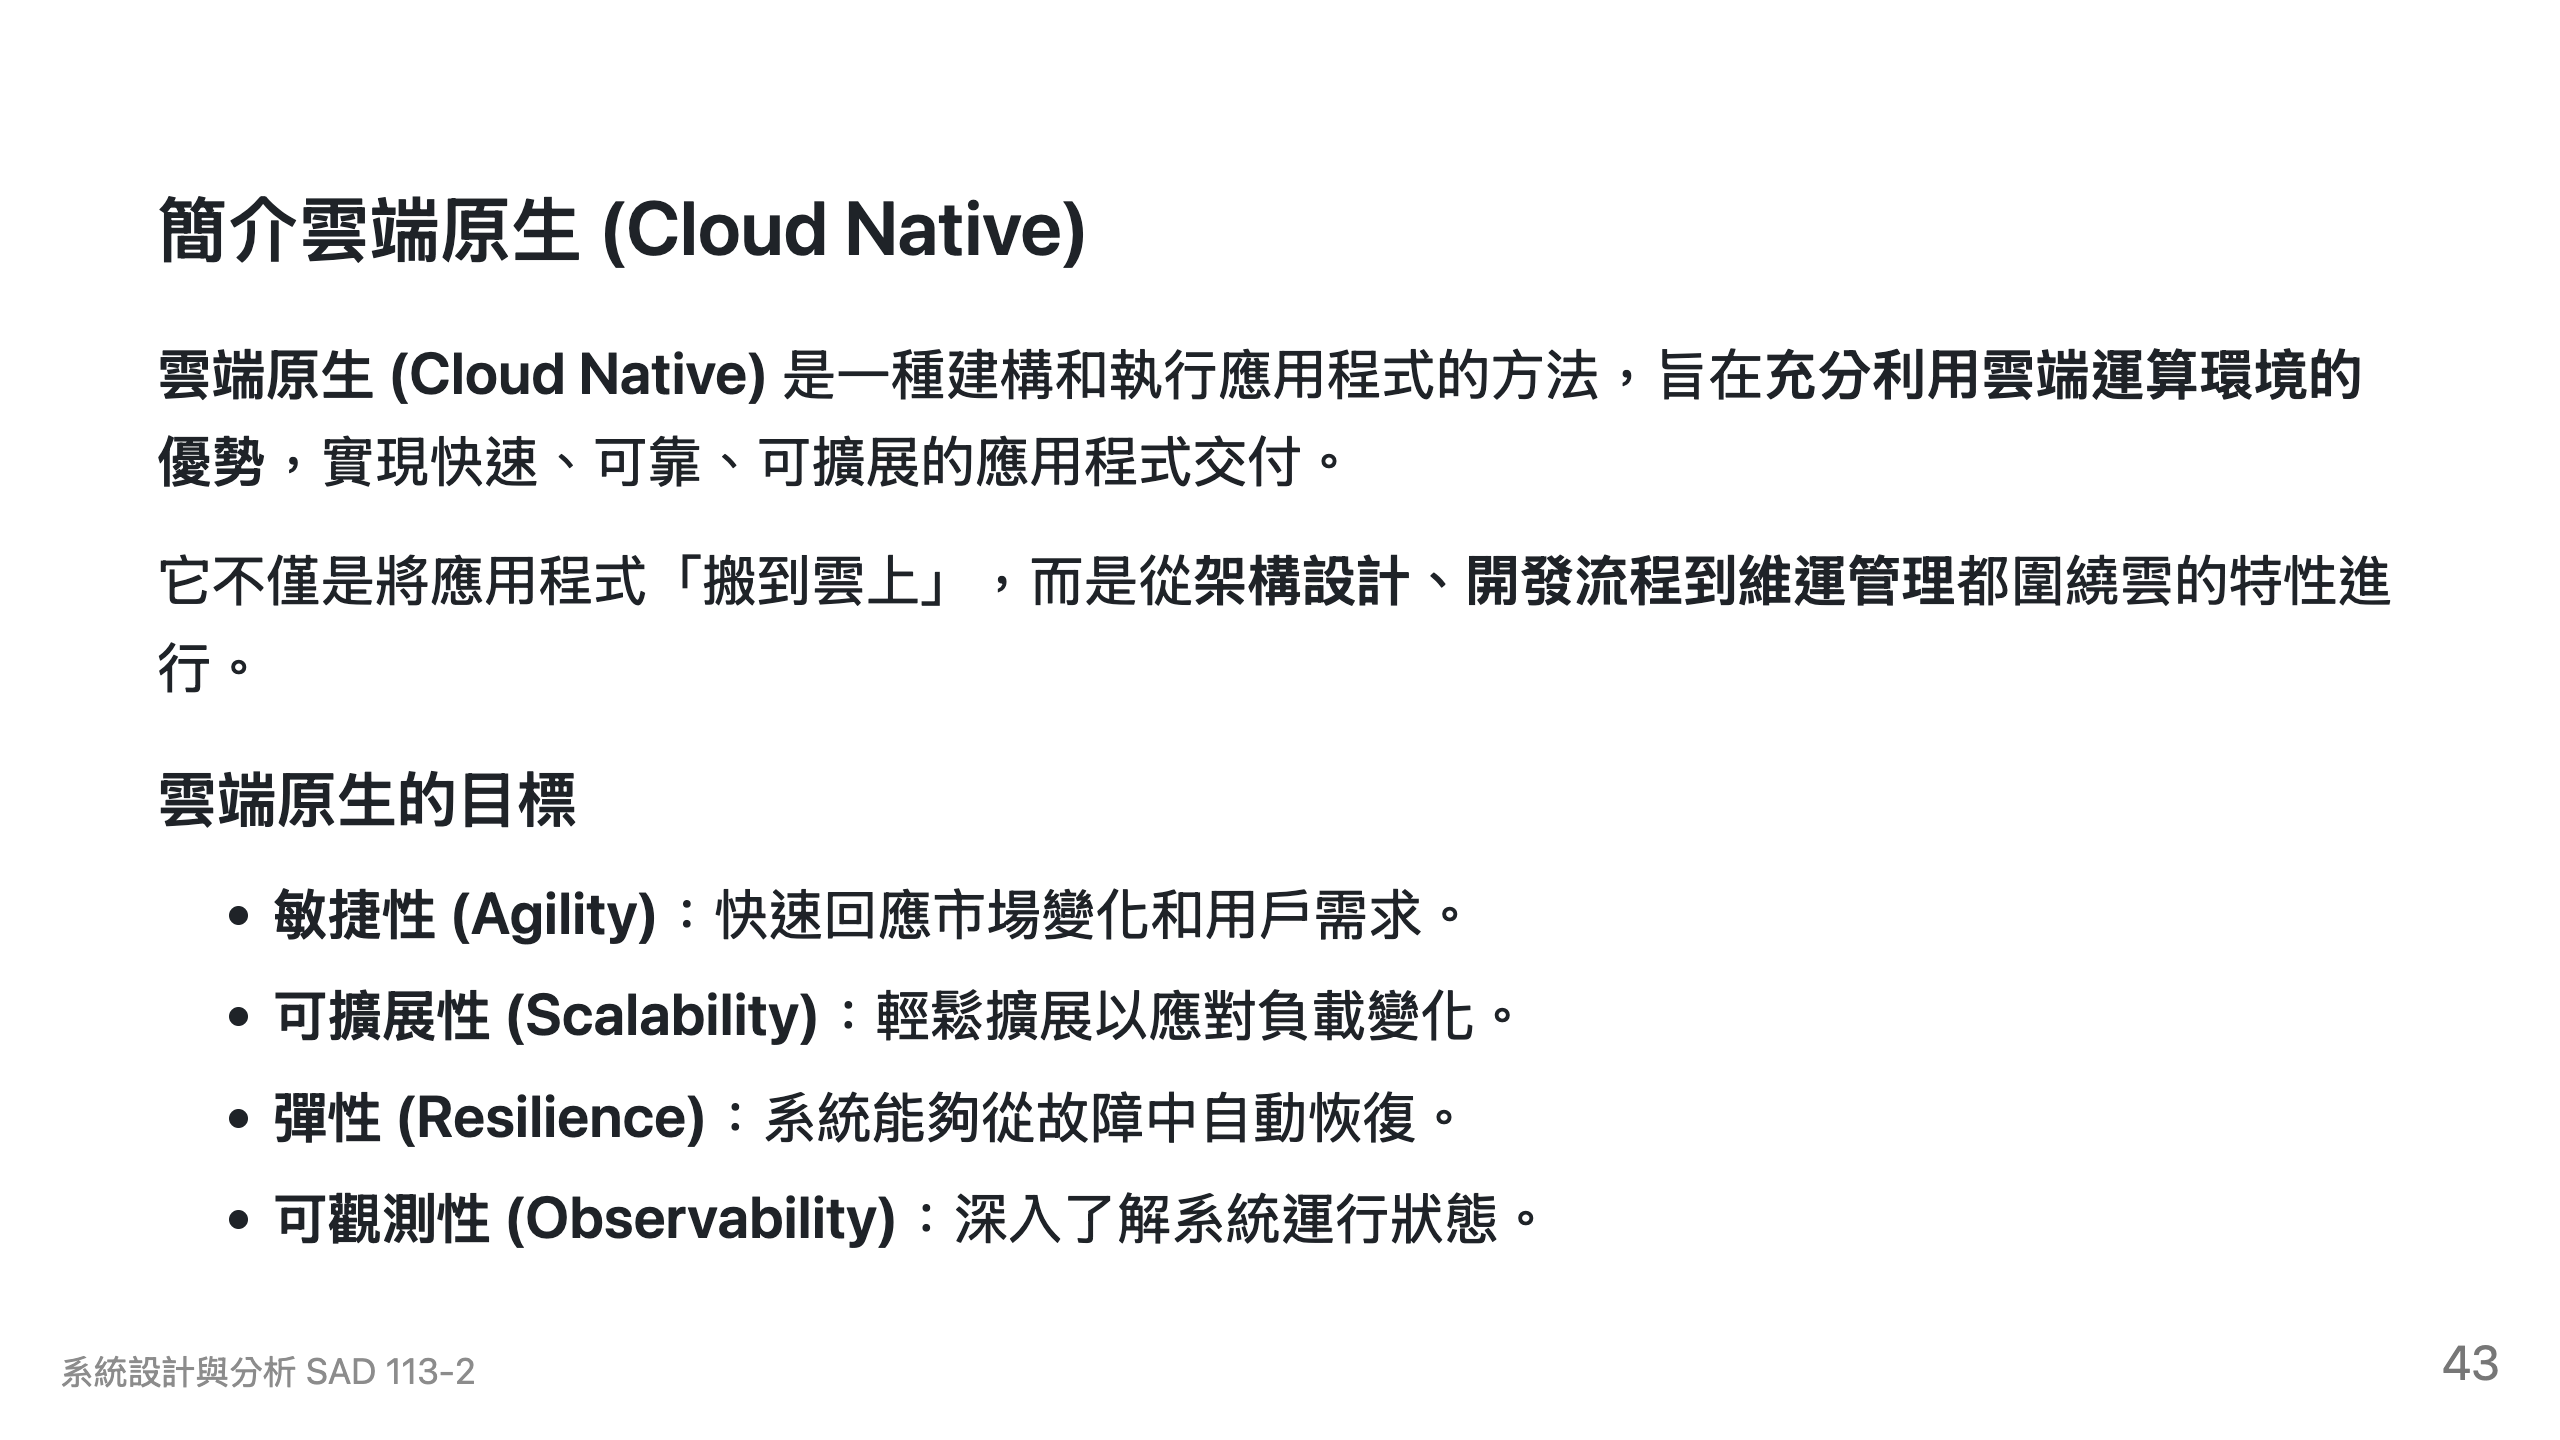 簡介雲端原生 (Cloud Native)
雲端原生 (Cloud Native) 是一種建構和執行應用程式的方法，旨在充分利用雲端運算環境的
優勢，實現快速、可靠、可擴展的應用程式交付。
它不僅是將應用程式「搬到雲上」，而是從架構設計、開發流程到維運管理都圍繞雲的特性進
行。
雲端原生的目標
• 敏捷性 (Agility)：快速回應市場變化和用戶需求。
• 可擴展性 (Scalability)：輕鬆擴展以應對負載變化。
• 彈性 (Resilience)：系統能夠從故障中自動恢復。
• 可觀測性 (Observability)：深入了解系統運行狀態。
系統設計與分析 SAD 113-2
43